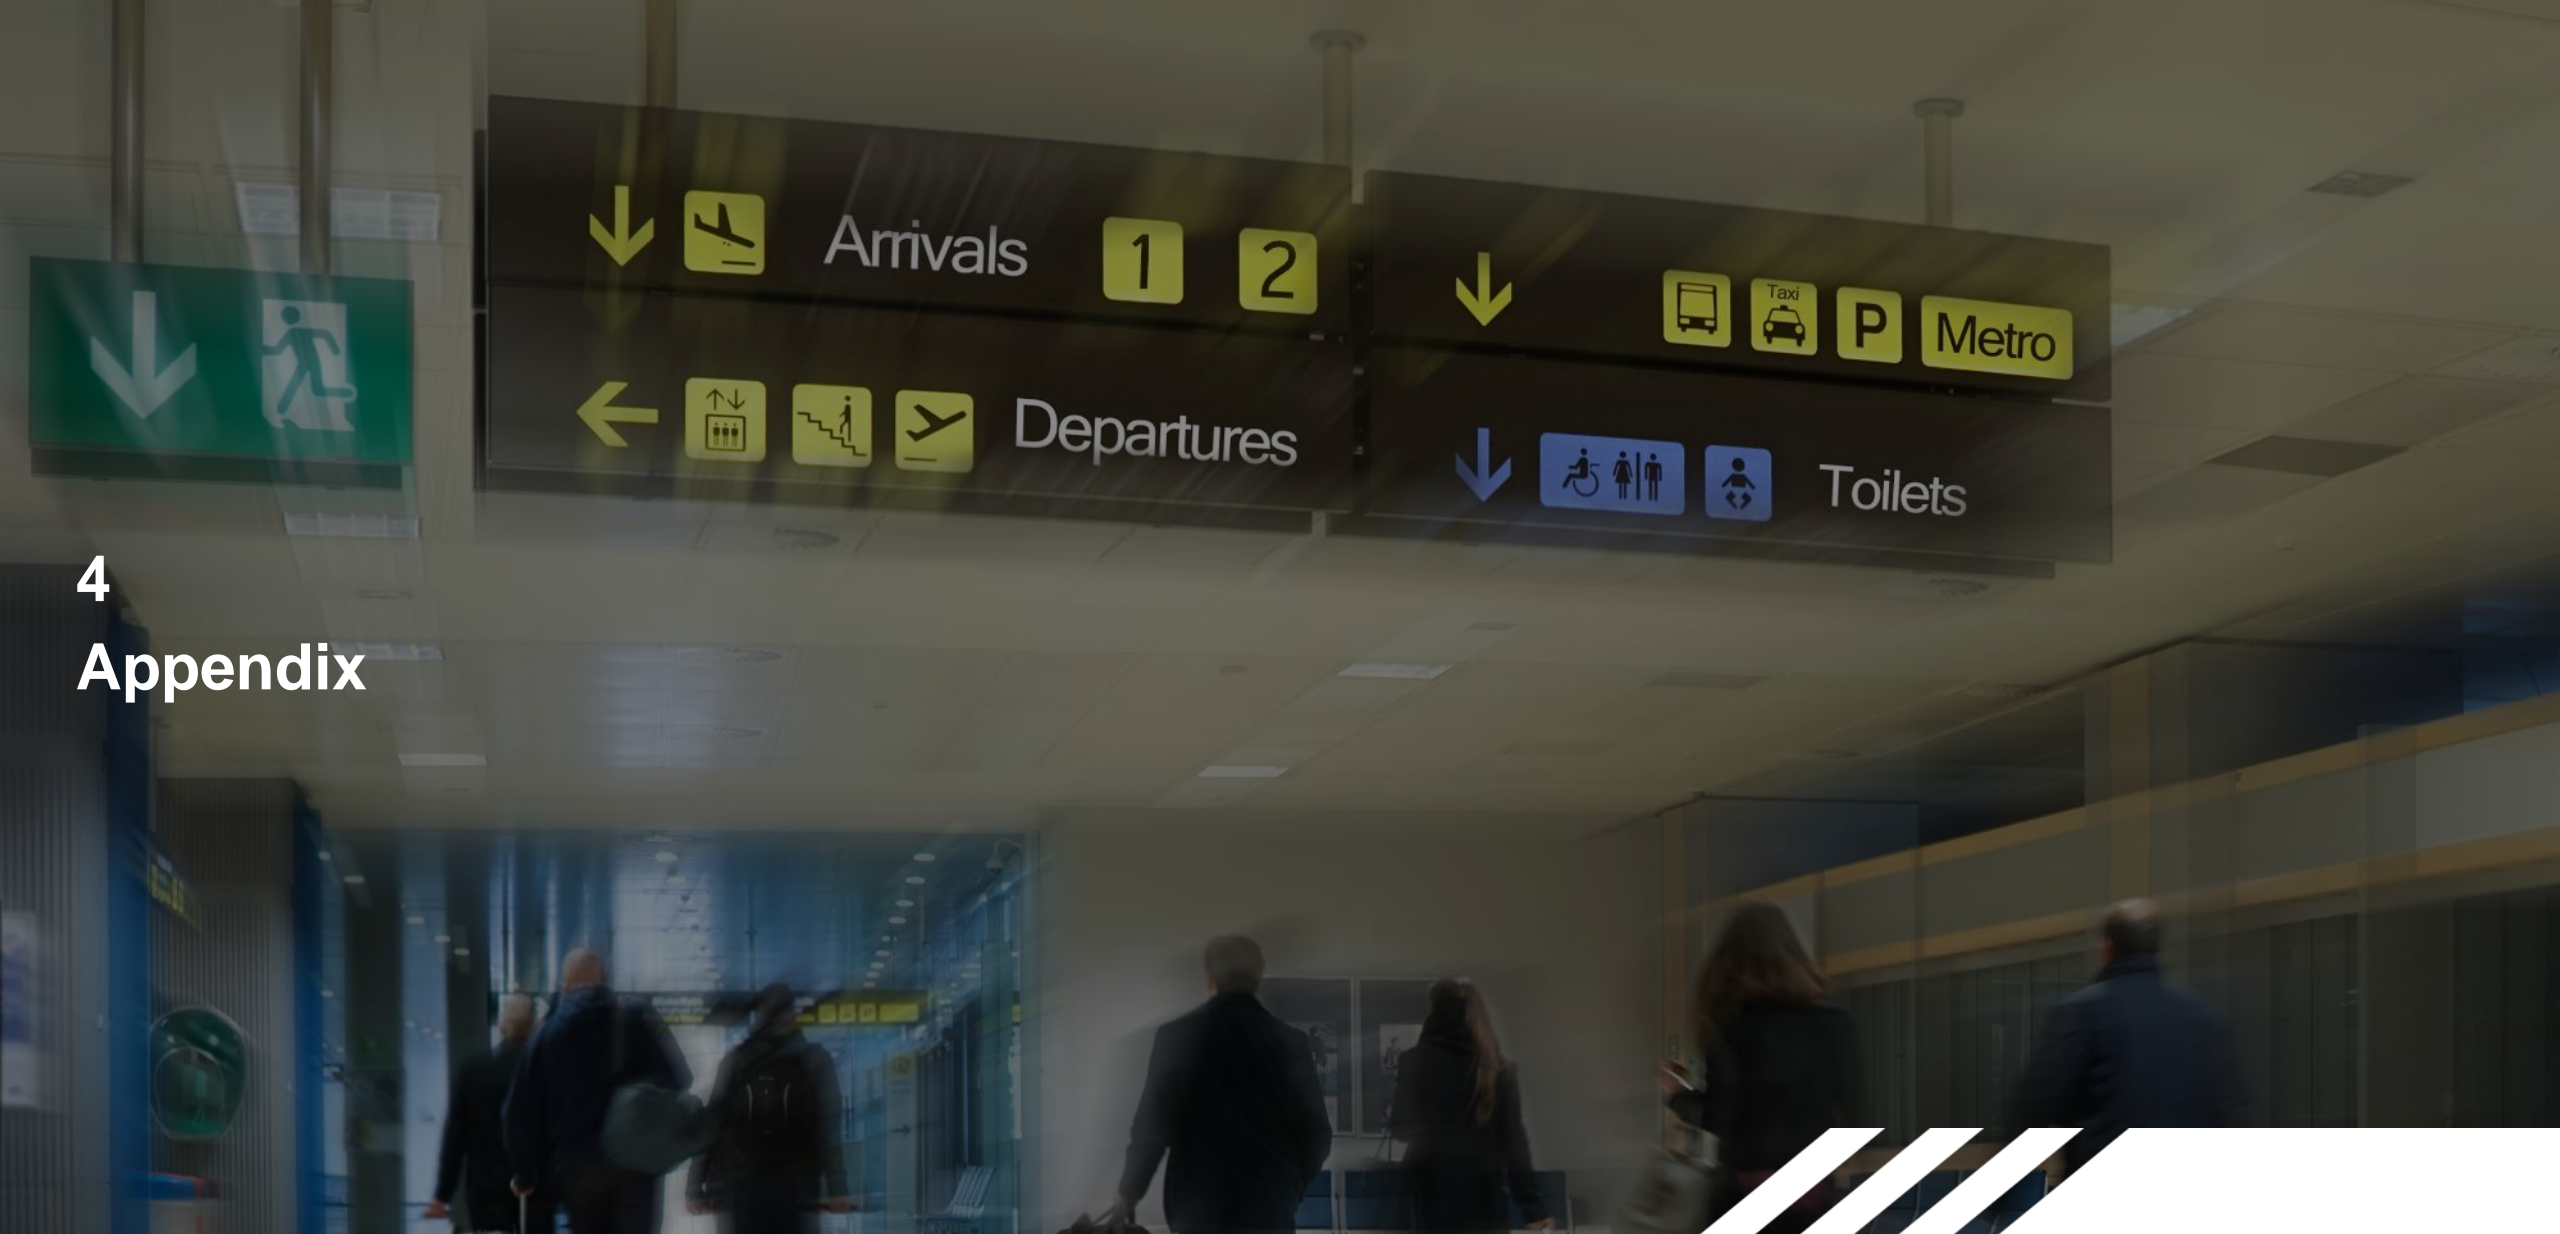 Arrivals 1 2
Departures
Taxi P Metro
Toilets
4
Appendix